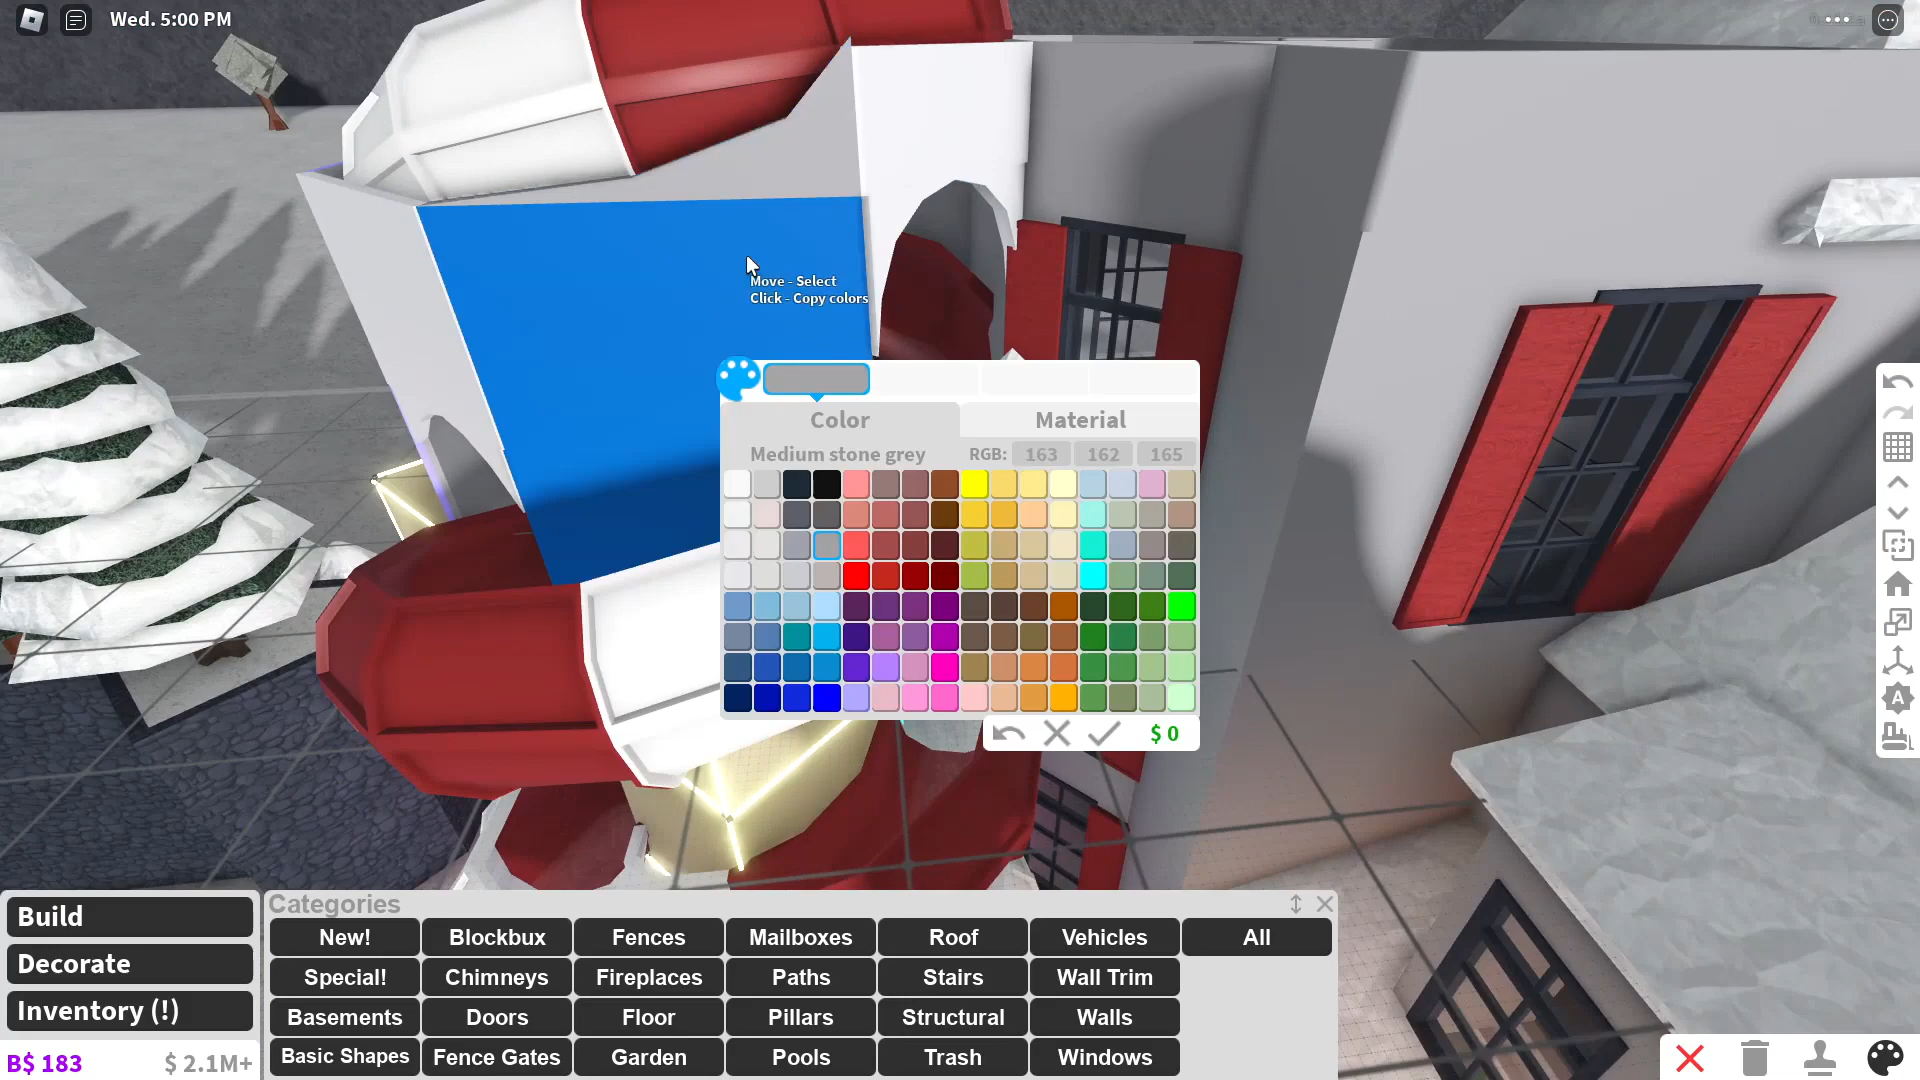 Wed. 5:00 PM
Move - Select
Click - Copy colors
Color
Material
Medium stone grey
RGB: 163 162 165
$ 0
Build
Decorate
Inventory (!)
B$ 183
$ 2.1M+
Categories
New! Blockbux Fences Mailboxes Roof Vehicles All
Special! Chimneys Fireplaces Paths Stairs Wall Trim
Basements Doors Floor Pillars Structural Walls
Basic Shapes Fence Gates Garden Pools Trash Windows
A